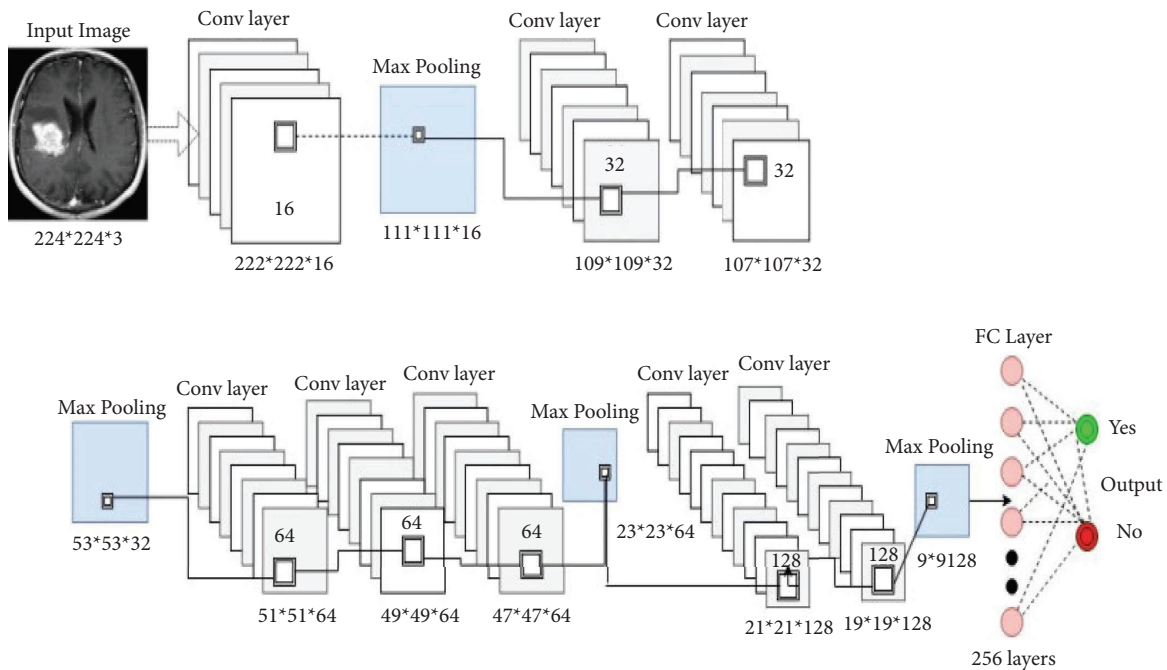 Input Image
224*224*3
Conv layer
16
222*222*16
Max Pooling
111*111*16
Conv layer
32
109*109*32
Conv layer
32
107*107*32
Max Pooling
53*53*32
Conv layer
64
51*51*64
Conv layer
64
49*49*64
Conv layer
64
47*47*64
Max Pooling
23*23*64
Conv layer
128
21*21*128
Conv layer
128
19*19*128
Max Pooling
9*9128
FC Layer
256 layers
Yes
Output
No